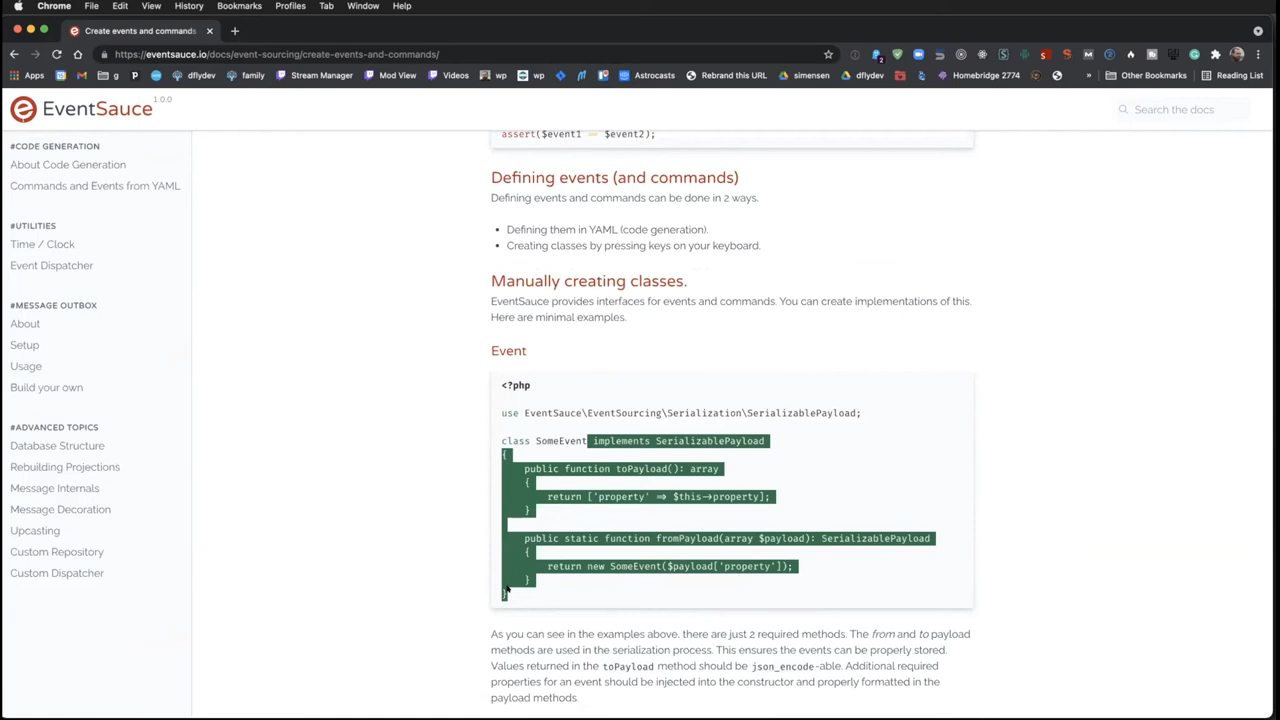 Chrome File Edit View History Bookmarks Profiles Tab Window Help
Create events and commands
https://eventsauce.io/docs/event-sourcing/create-events-and-commands/
Apps g dflydev family Stream Manager Mod View Videos wp wp Astrocasts Rebrand this URL simensen dflydev Homebridge 2774 » Other Bookmarks Reading List
EventSauce 1.0.0
Search the docs
#CODE GENERATION
About Code Generation
Commands and Events from YAML
#UTILITIES
Time / Clock
Event Dispatcher
#MESSAGE OUTBOX
About
Setup
Usage
Build your own
#ADVANCED TOPICS
Database Structure
Rebuilding Projections
Message Internals
Message Decoration
Upcasting
Custom Repository
Custom Dispatcher
assert($event1 == $event2);
Defining events (and commands)
Defining events and commands can be done in 2 ways.
• Defining them in YAML (code generation).
• Creating classes by pressing keys on your keyboard.
Manually creating classes.
EventSauce provides interfaces for events and commands. You can create implementations of this.
Here are minimal examples.
Event
<?php
use EventSauce\EventSourcing\Serialization\SerializablePayload;
class SomeEvent implements SerializablePayload
{
public function toPayload(): array
{
return ['property' => $this->property];
}
public static function fromPayload(array $payload): SerializablePayload
{
return new SomeEvent($payload['property']);
}
}
As you can see in the examples above, there are just 2 required methods. The from and to payload
methods are used in the serialization process. This ensures the events can be properly stored.
Values returned in the toPayload method should be json_encode-able. Additional required
properties for an event should be injected into the constructor and properly formatted in the
payload methods.